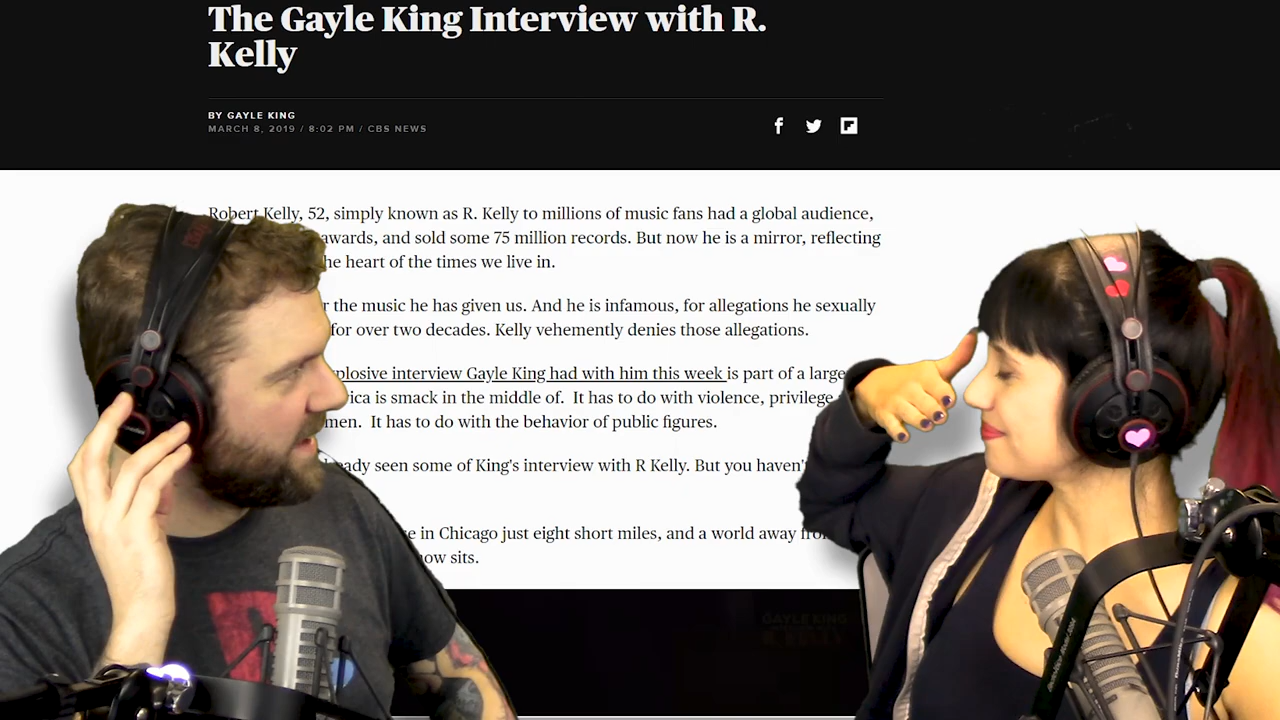 The Gayle King Interview with R.
Kelly
BY GAYLE KING
MARCH 8, 2019 / 8:02 PM / CBS NEWS
Robert Kelly, 52, simply known as R. Kelly to millions of music fans had a global audience,
awards, and sold some 75 million records. But now he is a mirror, reflecting
he heart of the times we live in.
r the music he has given us. And he is infamous, for allegations he sexually
for over two decades. Kelly vehemently denies those allegations.
plosive interview Gayle King had with him this week is part of a large
rica is smack in the middle of. It has to do with violence, privilege
men. It has to do with the behavior of public figures.
eady seen some of King's interview with R Kelly. But you haven't
e in Chicago just eight short miles, and a world away from
now sits.
GAYLE KING